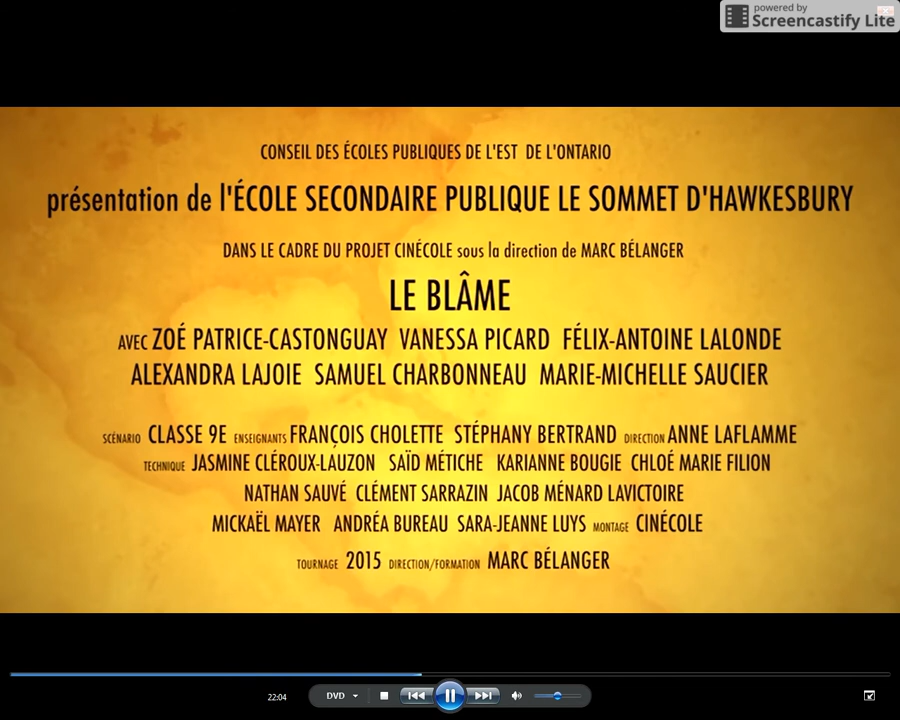 powered by
Screencastify Lite
CONSEIL DES ÉCOLES PUBLIQUES DE L'EST DE L'ONTARIO
présentation de l'ÉCOLE SECONDAIRE PUBLIQUE LE SOMMET D'HAWKESBURY
DANS LE CADRE DU PROJET CINÉCOLE sous la direction de MARC BÉLANGER
LE BLÂME
AVEC ZOÉ PATRICE-CASTONGUAY VANESSA PICARD FÉLIX-ANTOINE LALONDE
ALEXANDRA LAJOIE SAMUEL CHARBONNEAU MARIE-MICHELLE SAUCIER
SCÉNARIO CLASSE 9E ENSEIGNANTS FRANÇOIS CHOLETTE STÉPHANY BERTRAND DIRECTION ANNE LAFLAMME
TECHNIQUE JASMINE CLÉROUX-LAUZON SAÏD MÉTICHE KARIANNE BOUGIE CHLOÉ MARIE FILION
NATHAN SAUVÉ CLÉMENT SARRAZIN JACOB MÉNARD LAVICTOIRE
MICKAËL MAYER ANDRÉA BUREAU SARA-JEANNE LUYS MONTAGE CINÉCOLE
TOURNAGE 2015 DIRECTION/FORMATION MARC BÉLANGER
22:04 DVD